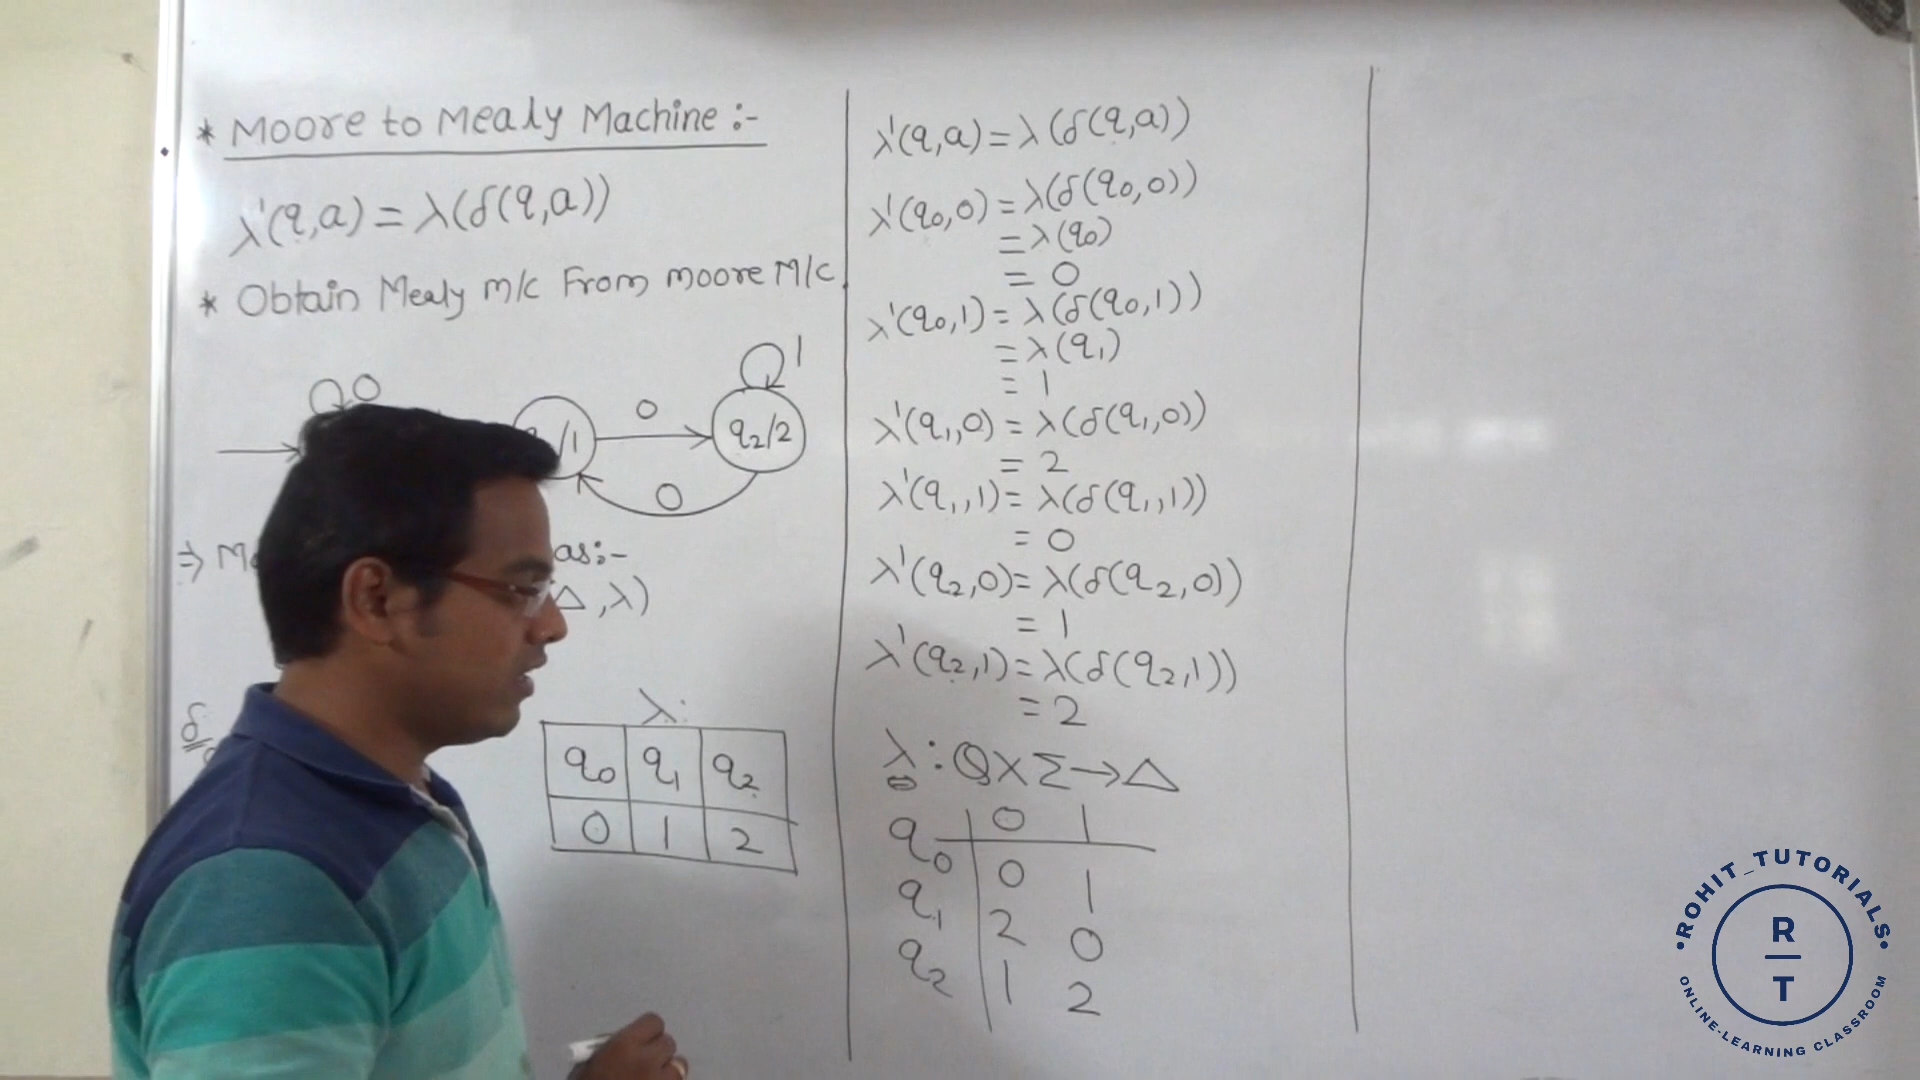 * Moore to Mealy Machine :-
λ'(q,a) = λ(δ(q,a))
* Obtain Mealy m/c From moore M/c
0
/1
0
q2/2
1
0
⇒ M
as:-
Δ, λ)
δ
λ:
q0 q1 q2
0 1 2
λ'(q,a) = λ(δ(q,a))
λ'(q0,0) = λ(δ(q0,0))
= λ(q0)
= 0
λ'(q0,1) = λ(δ(q0,1))
= λ(q1)
= 1
λ'(q1,0) = λ(δ(q1,0))
= 2
λ'(q1,1) = λ(δ(q1,1))
= 0
λ'(q2,0) = λ(δ(q2,0))
= 1
λ'(q2,1) = λ(δ(q2,1))
= 2
λ : Q X Σ → Δ
0 1
q0 0 1
q1 2 0
q2 1 2
•ROHIT_TUTORIALS•
R
T
ONLINE-LEARNING CLASSROOM